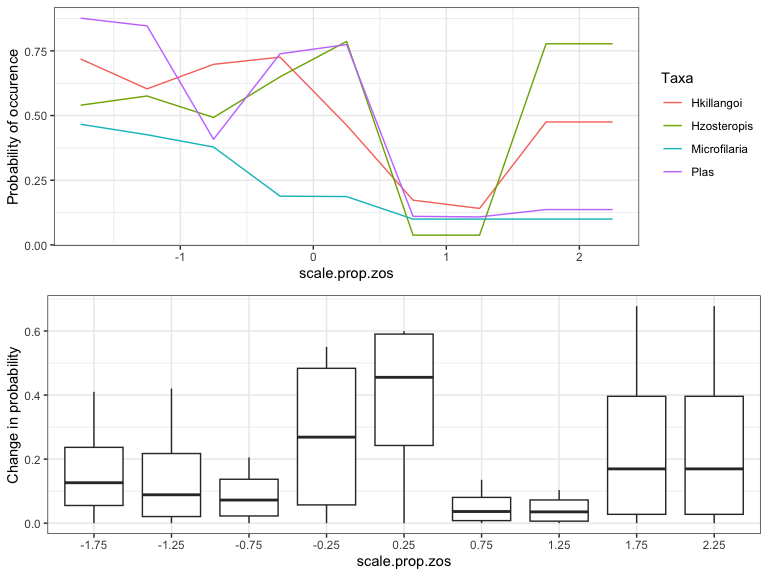 Probability of occurence
0.75
0.50
0.25
0.00
-1 0 1 2
scale.prop.zos
Taxa
Hkillangoi
Hzosteropis
Microfilaria
Plas
Change in probability
0.6
0.4
0.2
0.0
-1.75 -1.25 -0.75 -0.25 0.25 0.75 1.25 1.75 2.25
scale.prop.zos